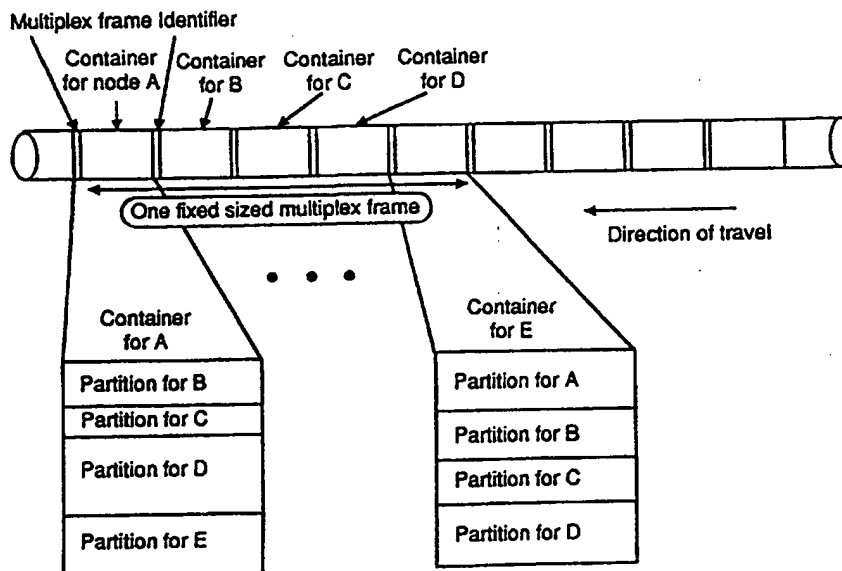 Multiplex frame identifier
Container
for node A
Container
for B
Container
for C
Container
for D
One fixed sized multiplex frame
Direction of travel
Container
for A
Container
for E
Partition for B
Partition for C
Partition for D
Partition for E
Partition for A
Partition for B
Partition for C
Partition for D